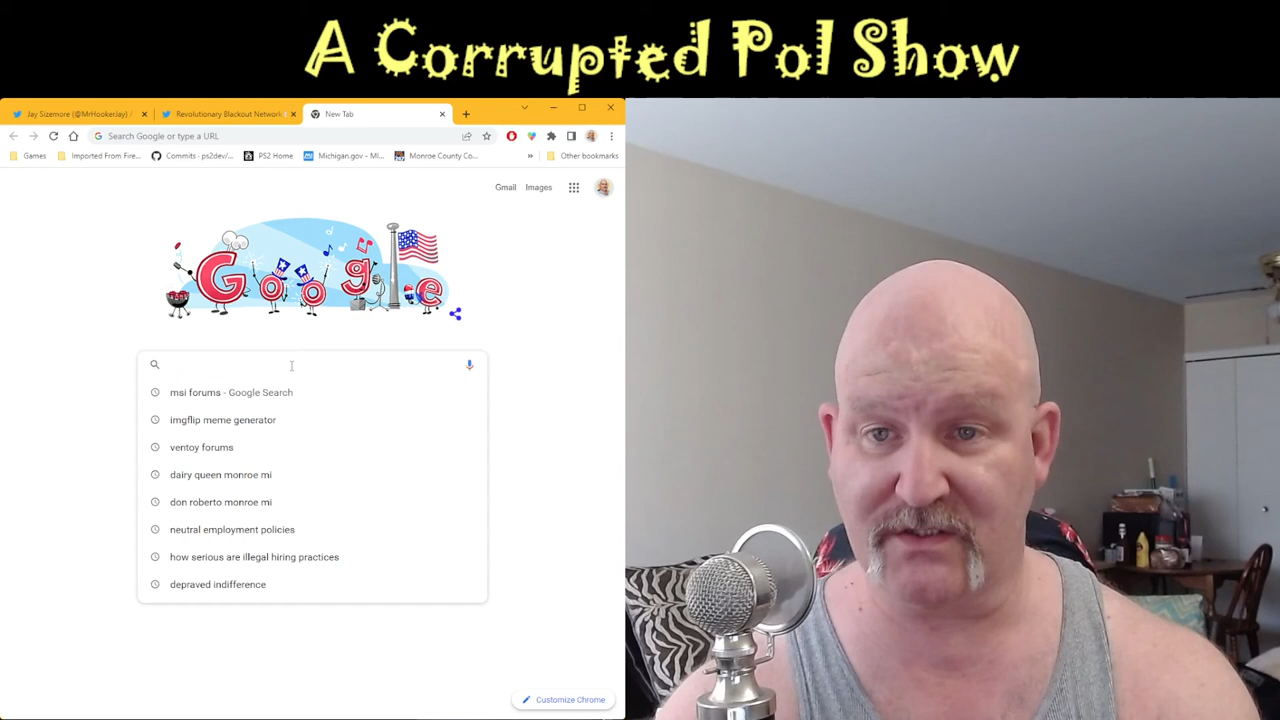 A Corrupted Pol Show
Jay Sizemore (@MrHookerJay) /
Revolutionary Blackout Network
New Tab
Search Google or type a URL
Games
Imported From Fire...
Commits · ps2dev/...
PS2 Home
Michigan.gov - MI...
Monroe County Co...
»
Other bookmarks
Gmail
Images
Google
msi forums - Google Search
imgflip meme generator
ventoy forums
dairy queen monroe mi
don roberto monroe mi
neutral employment policies
how serious are illegal hiring practices
depraved indifference
Customize Chrome